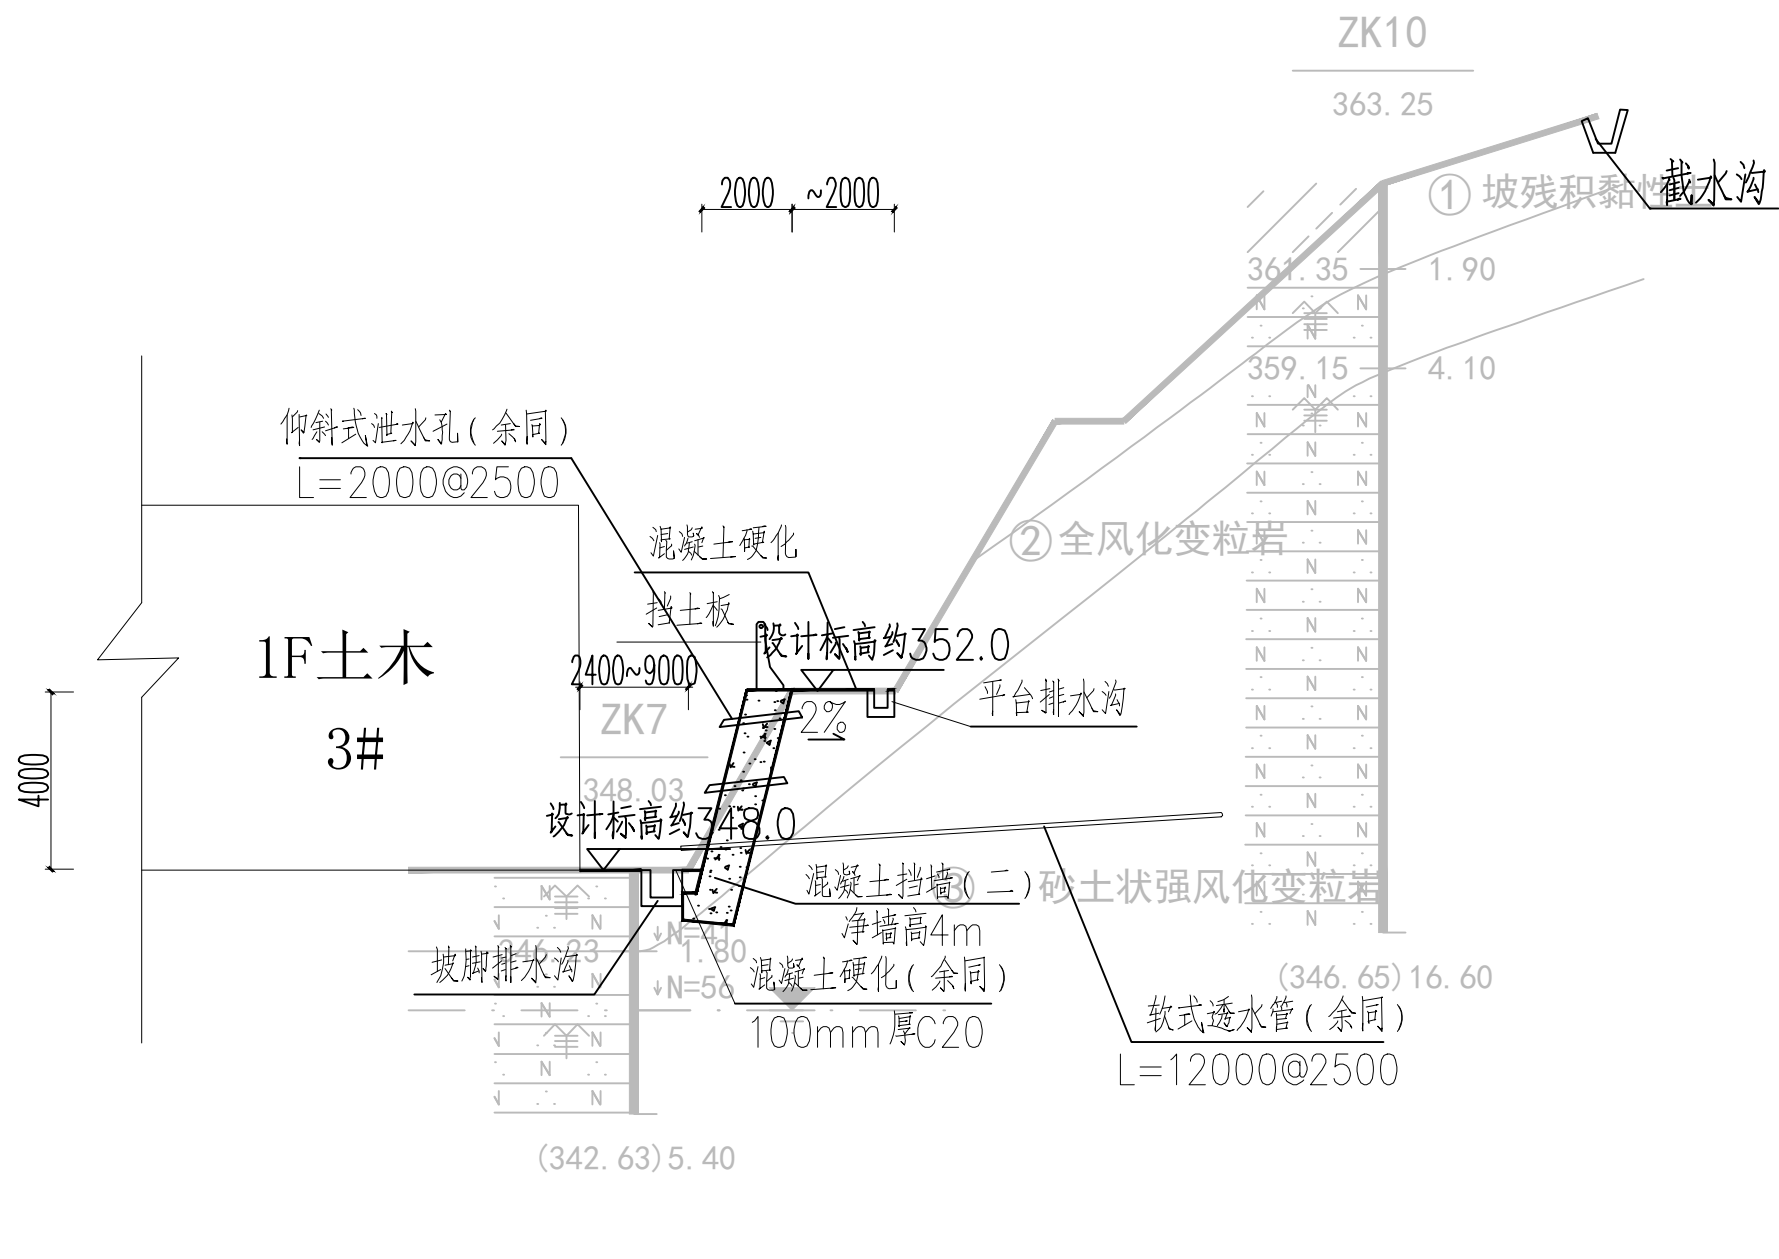 ZK10
363.25
① 坡残积黏性土
截水沟
2000
~2000
361.35
1.90
359.15
4.10
仰斜式泄水孔(余同)
L=2000@2500
②全风化变粒岩
混凝土硬化
挡土板
设计标高约352.0
1F土木
3#
2400~9000
平台排水沟
ZK7
2%
348.03
4000
设计标高约348.0
混凝土挡墙(二)
净墙高4m
③ 砂土状强风化变粒岩
N=41
346.23
1.80
坡脚排水沟
N=56
混凝土硬化(余同)
100mm厚C20
(346.65)16.60
软式透水管(余同)
L=12000@2500
(342.63)5.40